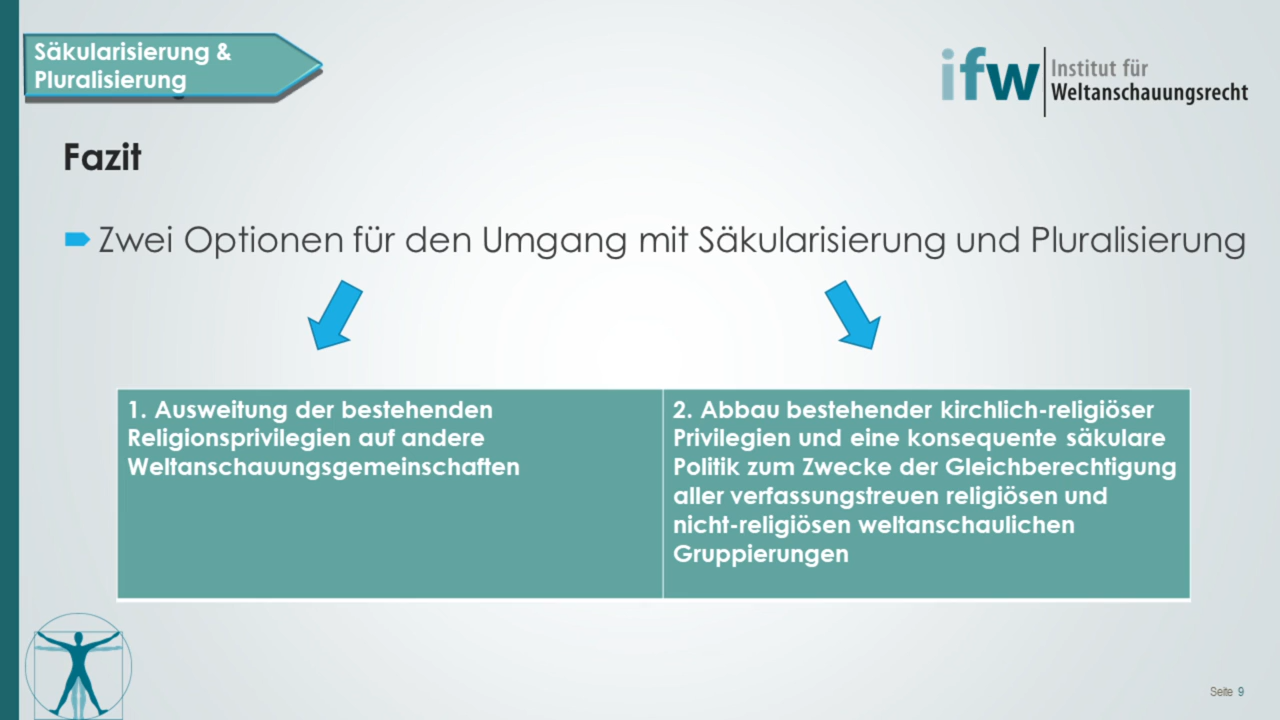 Säkularisierung &
Pluralisierung
ifw Institut für
Weltanschauungsrecht
Fazit
Zwei Optionen für den Umgang mit Säkularisierung und Pluralisierung
1. Ausweitung der bestehenden
Religionsprivilegien auf andere
Weltanschauungsgemeinschaften
2. Abbau bestehender kirchlich-religiöser
Privilegien und eine konsequente säkulare
Politik zum Zwecke der Gleichberechtigung
aller verfassungstreuen religiösen und
nicht-religiösen weltanschaulichen
Gruppierungen
Seite 9